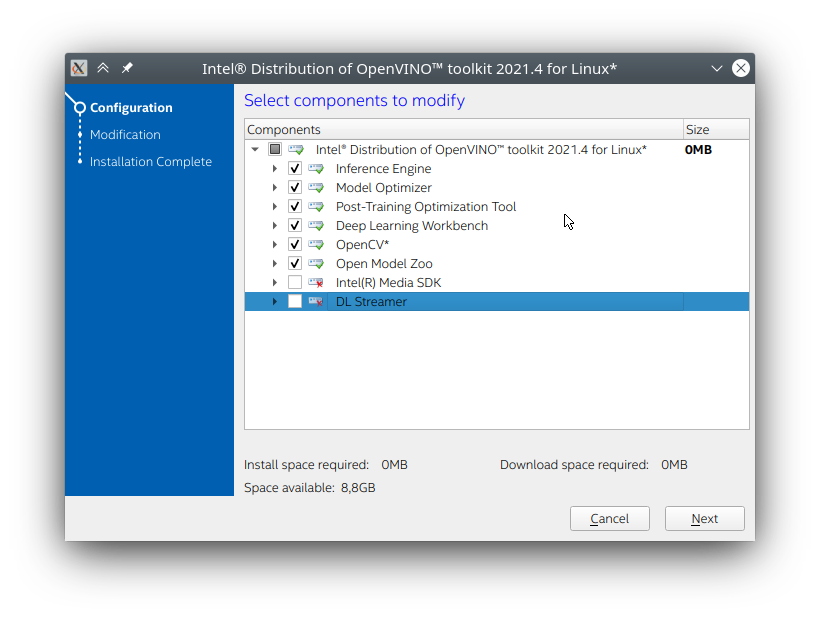 Intel® Distribution of OpenVINO™ toolkit 2021.4 for Linux*
Configuration
Modification
Installation Complete
Select components to modify
Components Size
Intel® Distribution of OpenVINO™ toolkit 2021.4 for Linux* 0MB
Inference Engine
Model Optimizer
Post-Training Optimization Tool
Deep Learning Workbench
OpenCV*
Open Model Zoo
Intel(R) Media SDK
DL Streamer
Install space required: 0MB Download space required: 0MB
Space available: 8,8GB
Cancel Next